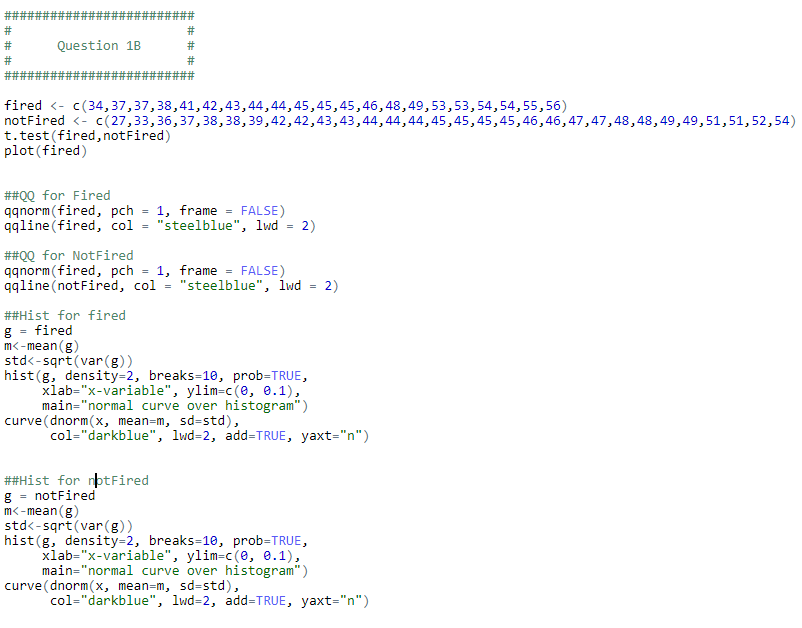 #########################
#                       #
#      Question 1B      #
#                       #
#########################
fired <- c(34,37,37,38,41,42,43,44,44,45,45,45,46,48,49,53,53,54,54,55,56)
notFired <- c(27,33,36,37,38,38,39,42,42,43,43,44,44,44,45,45,45,45,46,46,47,47,48,48,49,49,51,51,52,54)
t.test(fired,notFired)
plot(fired)
##QQ for Fired
qqnorm(fired, pch = 1, frame = FALSE)
qqline(fired, col = "steelblue", lwd = 2)
##QQ for NotFired
qqnorm(fired, pch = 1, frame = FALSE)
qqline(notFired, col = "steelblue", lwd = 2)
##Hist for fired
g = fired
m<-mean(g)
std<-sqrt(var(g))
hist(g, density=2, breaks=10, prob=TRUE,
     xlab="x-variable", ylim=c(0, 0.1),
     main="normal curve over histogram")
curve(dnorm(x, mean=m, sd=std),
      col="darkblue", lwd=2, add=TRUE, yaxt="n")
##Hist for notFired
g = notFired
m<-mean(g)
std<-sqrt(var(g))
hist(g, density=2, breaks=10, prob=TRUE,
     xlab="x-variable", ylim=c(0, 0.1),
     main="normal curve over histogram")
curve(dnorm(x, mean=m, sd=std),
      col="darkblue", lwd=2, add=TRUE, yaxt="n")